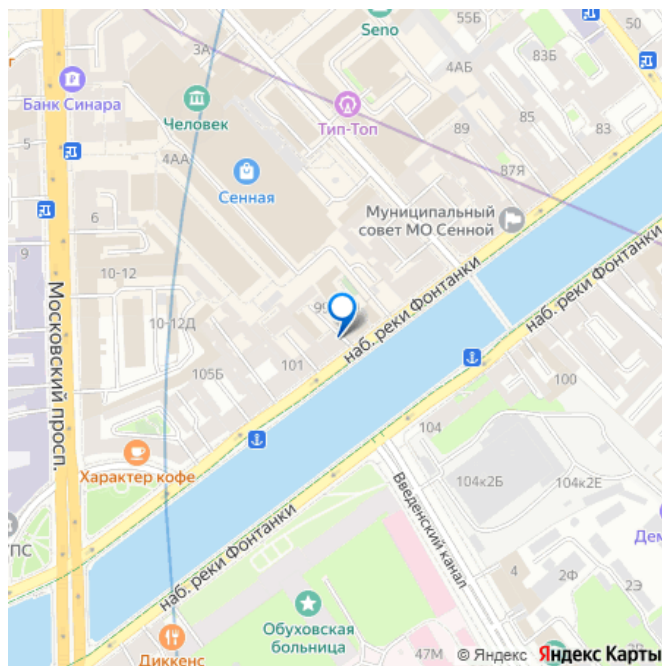 55Б
50
Seno
3А
83Б
4АБ
Банк Синара
Человек
Тип-Топ
89
85
83
5
4АА
87Я
Сенная
Муниципальный
совет МО Сенной
6
9
10-12
наб. реки Фонтанки
наб. реки Фонтанки
Московский просп.
10-12Д
101
105Б
100
104
Характер кофе
104к2Б
104к2Е
Введенский канал
ПС
наб. реки Фонтанки
Дем
4
2Ф
2Э
Обуховская
больница
47М
Диккенс
© Яндекс Яндекс Карты